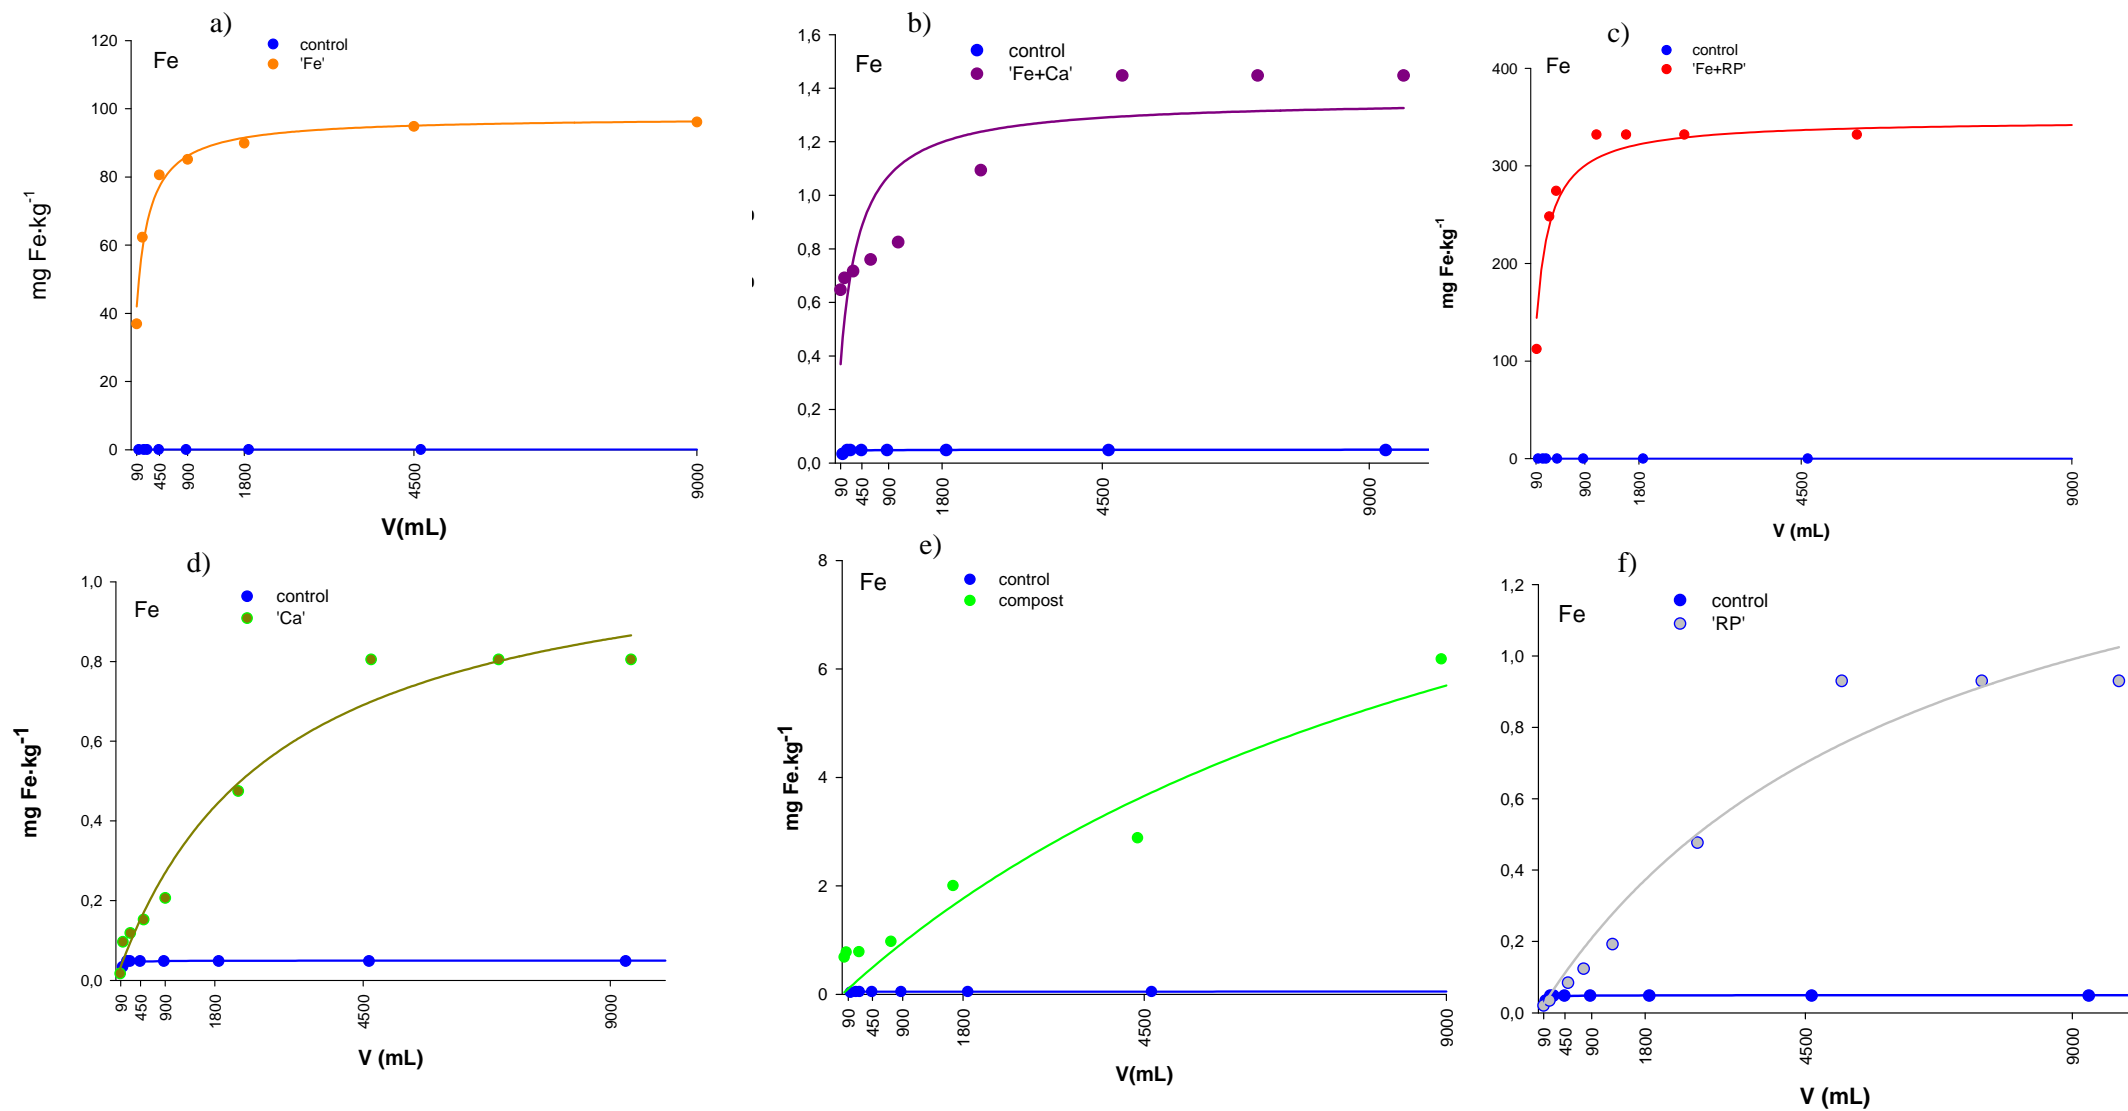 a)
Fe
control
'Fe'
120
100
80
60
40
20
0
mg Fe·kg⁻¹
90
450
900
1800
4500
9000
V(mL)
b)
Fe
control
'Fe+Ca'
1,6
1,4
1,2
1,0
0,8
0,6
0,4
0,2
0,0
90
450
900
1800
4500
9000
c)
Fe
control
'Fe+RP'
400
300
200
100
0
mg Fe·kg⁻¹
90
900
1800
4500
9000
V (mL)
d)
Fe
control
'Ca'
1,0
0,8
0,6
0,4
0,2
0,0
mg Fe·kg⁻¹
90
450
900
1800
4500
9000
V (mL)
e)
Fe
control
compost
8
6
4
2
0
mg Fe.kg⁻¹
90
450
900
1800
4500
9000
V(mL)
f)
Fe
control
'RP'
1,2
1,0
0,8
0,6
0,4
0,2
0,0
90
450
900
1800
4500
9000
V (mL)